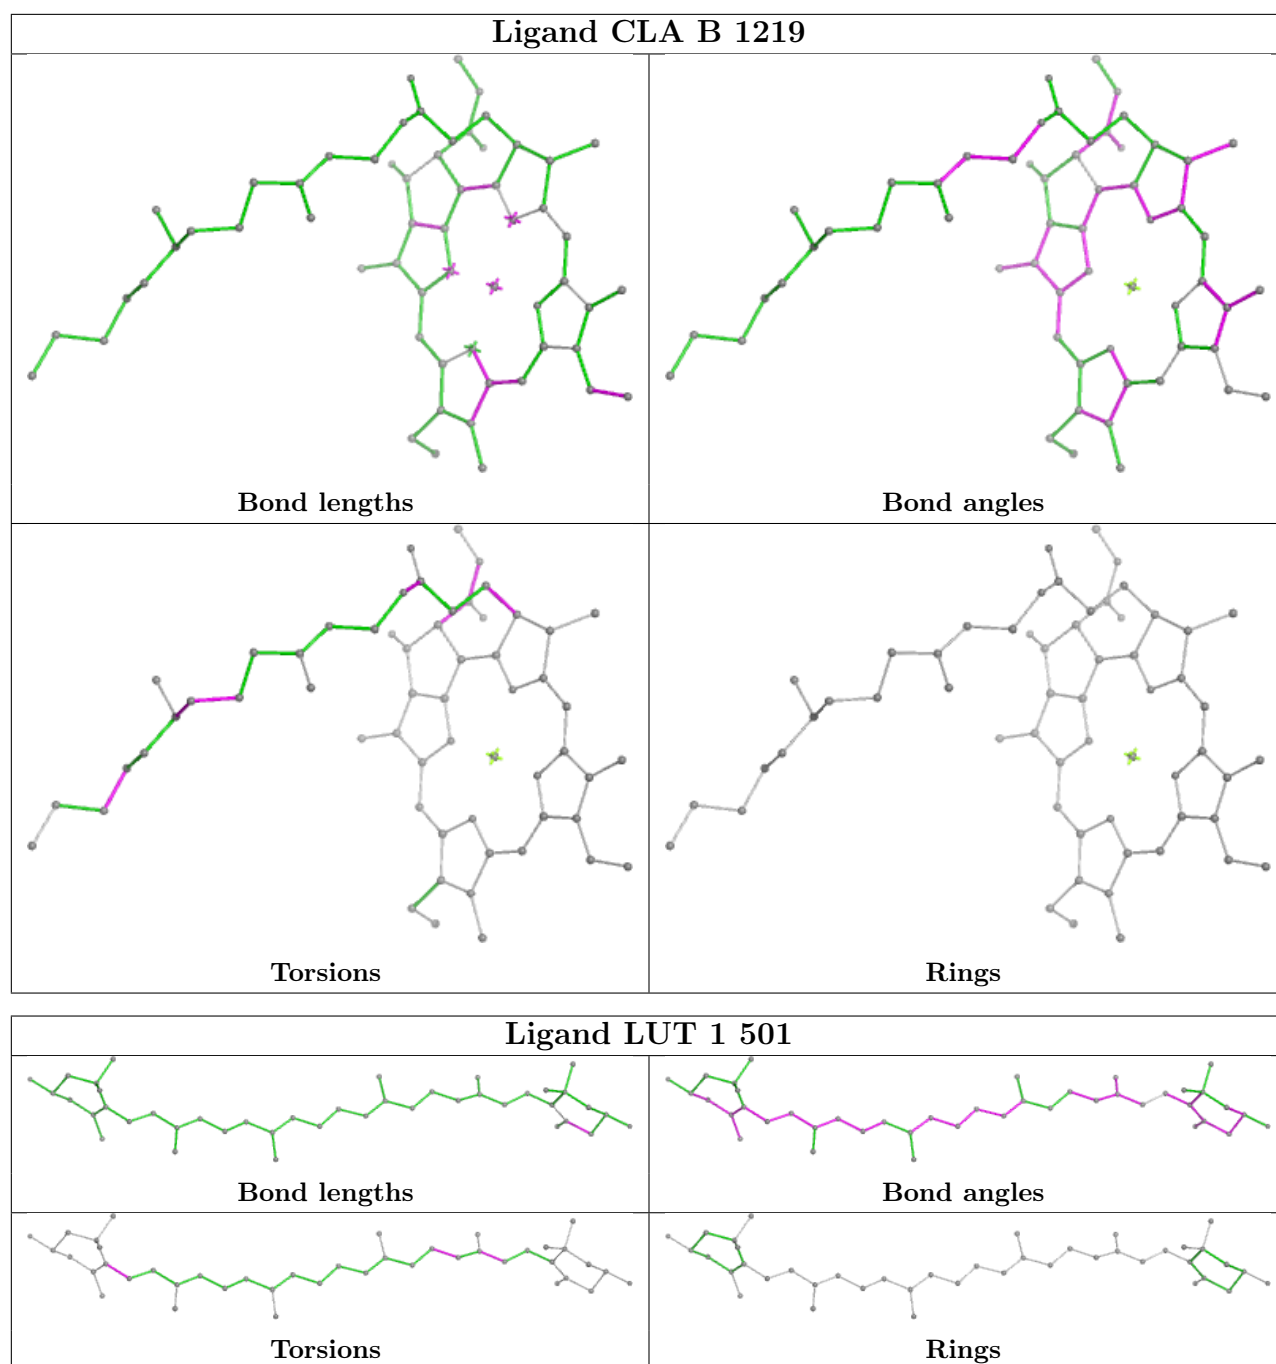 Ligand CLA B 1219
Bond lengths
Bond angles
Torsions
Rings
Ligand LUT 1 501
Bond lengths
Bond angles
Torsions
Rings